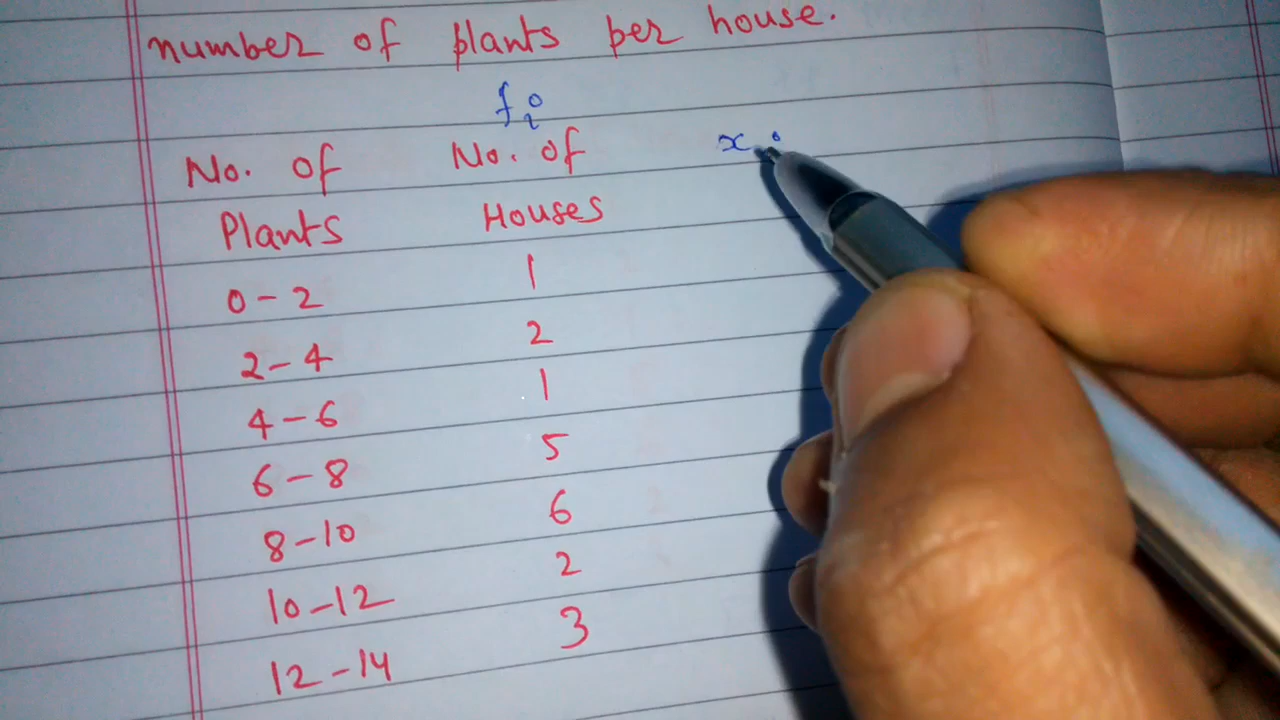 number of plants per house.
fi
No. of No. of xi
Plants Houses
0-2 1
2-4 2
4-6 1
6-8 5
8-10 6
10-12 2
12-14 3